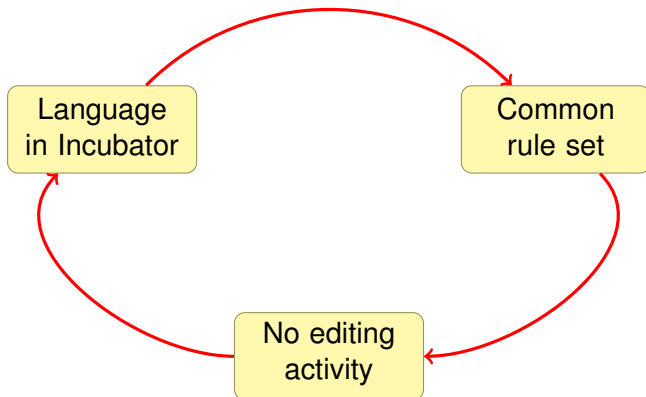 Language
in Incubator
Common
rule set
No editing
activity